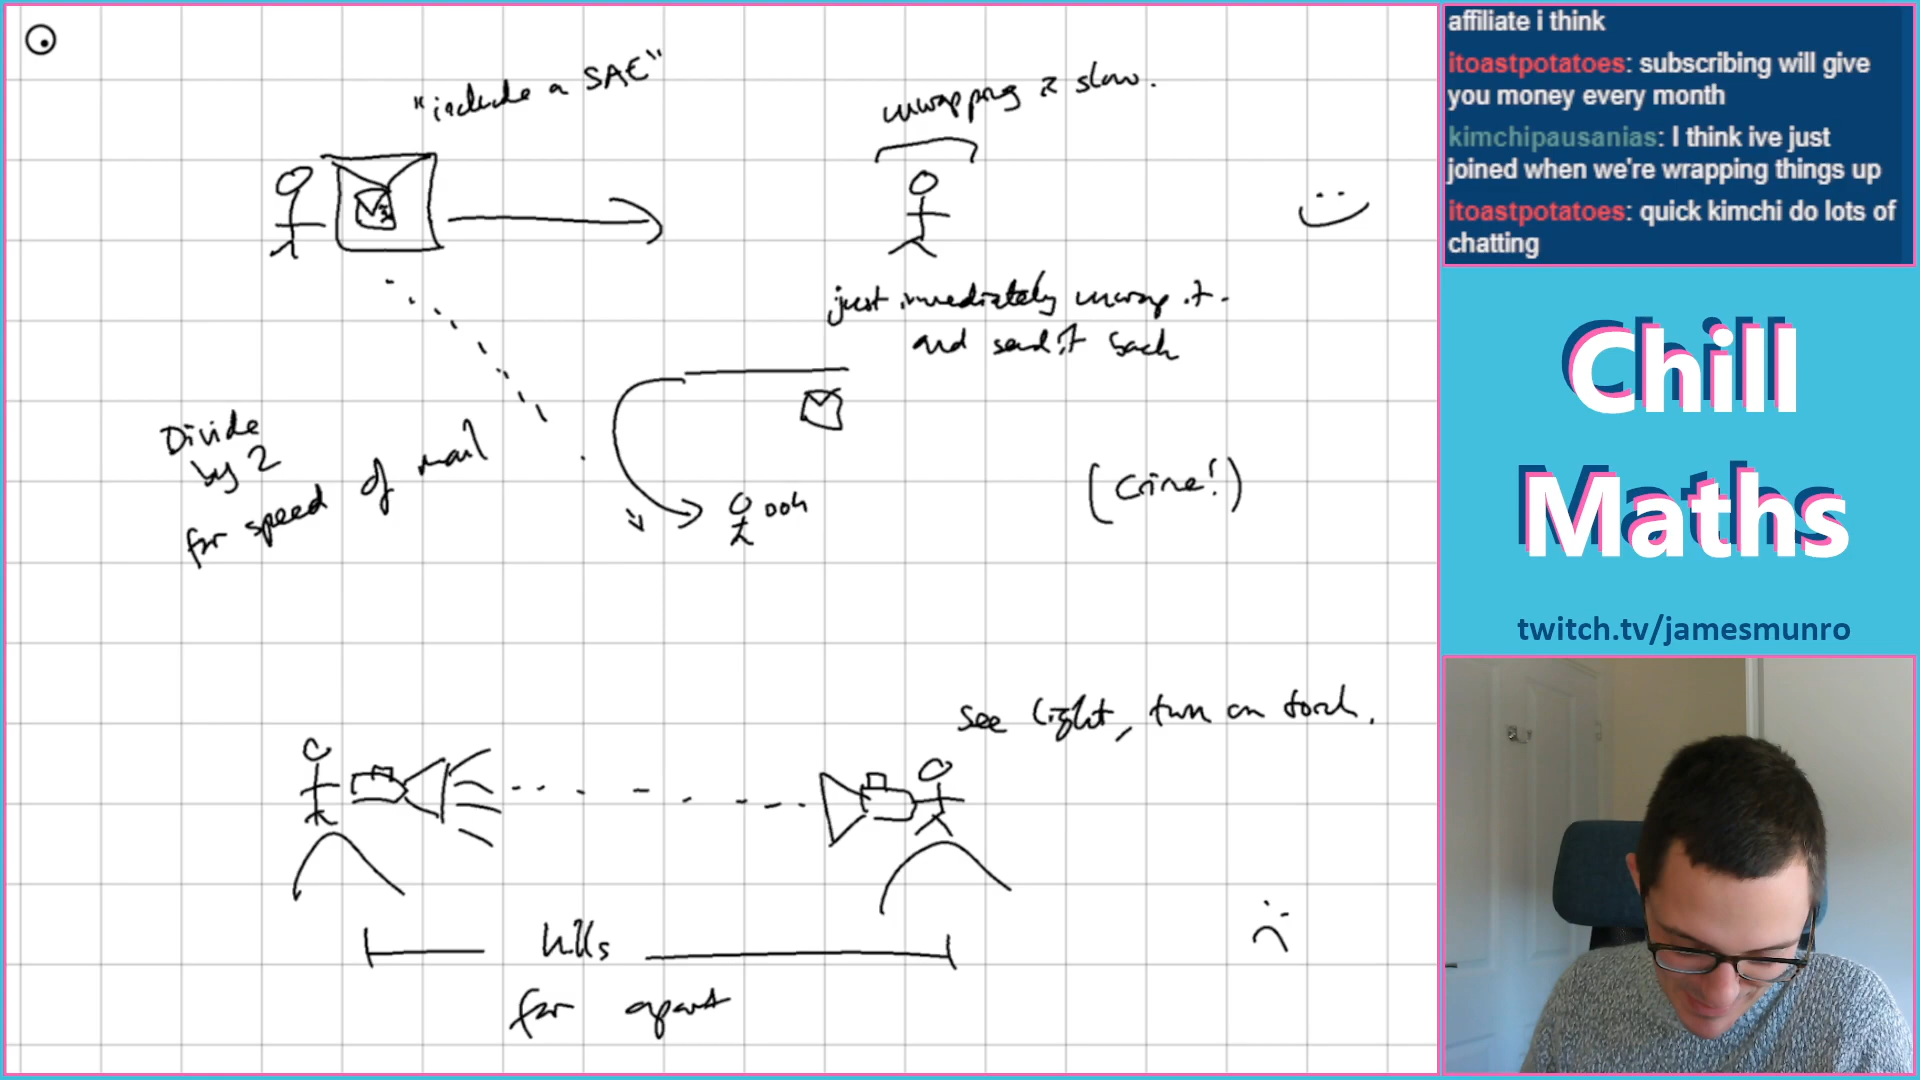 "include a SAE"
unwrapping is slow.
just immediately unwrap it.
and send it back
Divide
by 2
for speed of mail
ooh
(Crime!)
see light, turn on torch.
hills
far apart
affiliate i think
itoastpotatoes: subscribing will give
you money every month
kimchipausanias: I think ive just
joined when we're wrapping things up
itoastpotatoes: quick kimchi do lots of
chatting
Chill
Maths
twitch.tv/jamesmunro